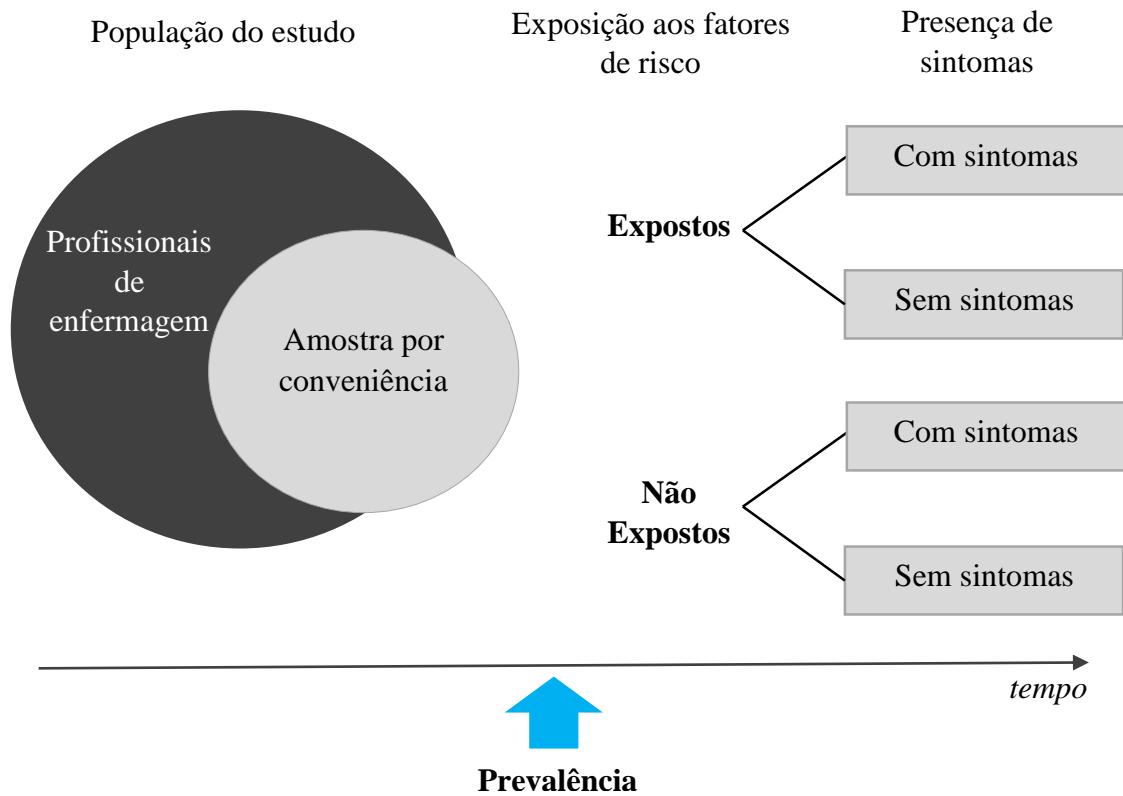 População do estudo
Exposição aos fatores
de risco
Presença de
sintomas
Profissionais
de
enfermagem
Amostra por
conveniência
Expostos
Com sintomas
Sem sintomas
Não
Expostos
Com sintomas
Sem sintomas
tempo
Prevalência